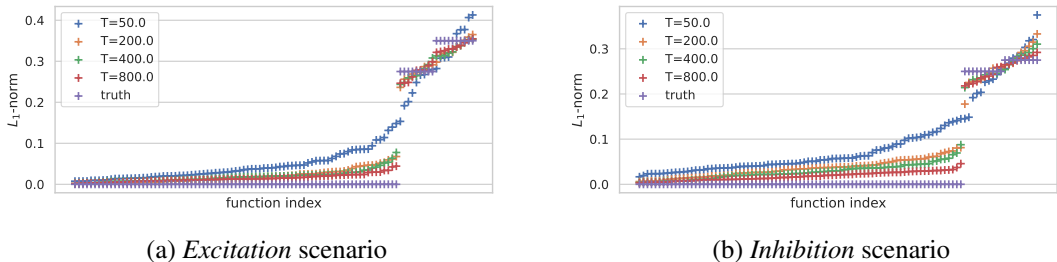 0.4
0.3
0.2
0.1
0.0
L₁-norm
T=50.0
T=200.0
T=400.0
T=800.0
truth
function index
(a) Excitation scenario
0.3
0.2
0.1
0.0
L₁-norm
T=50.0
T=200.0
T=400.0
T=800.0
truth
function index
(b) Inhibition scenario